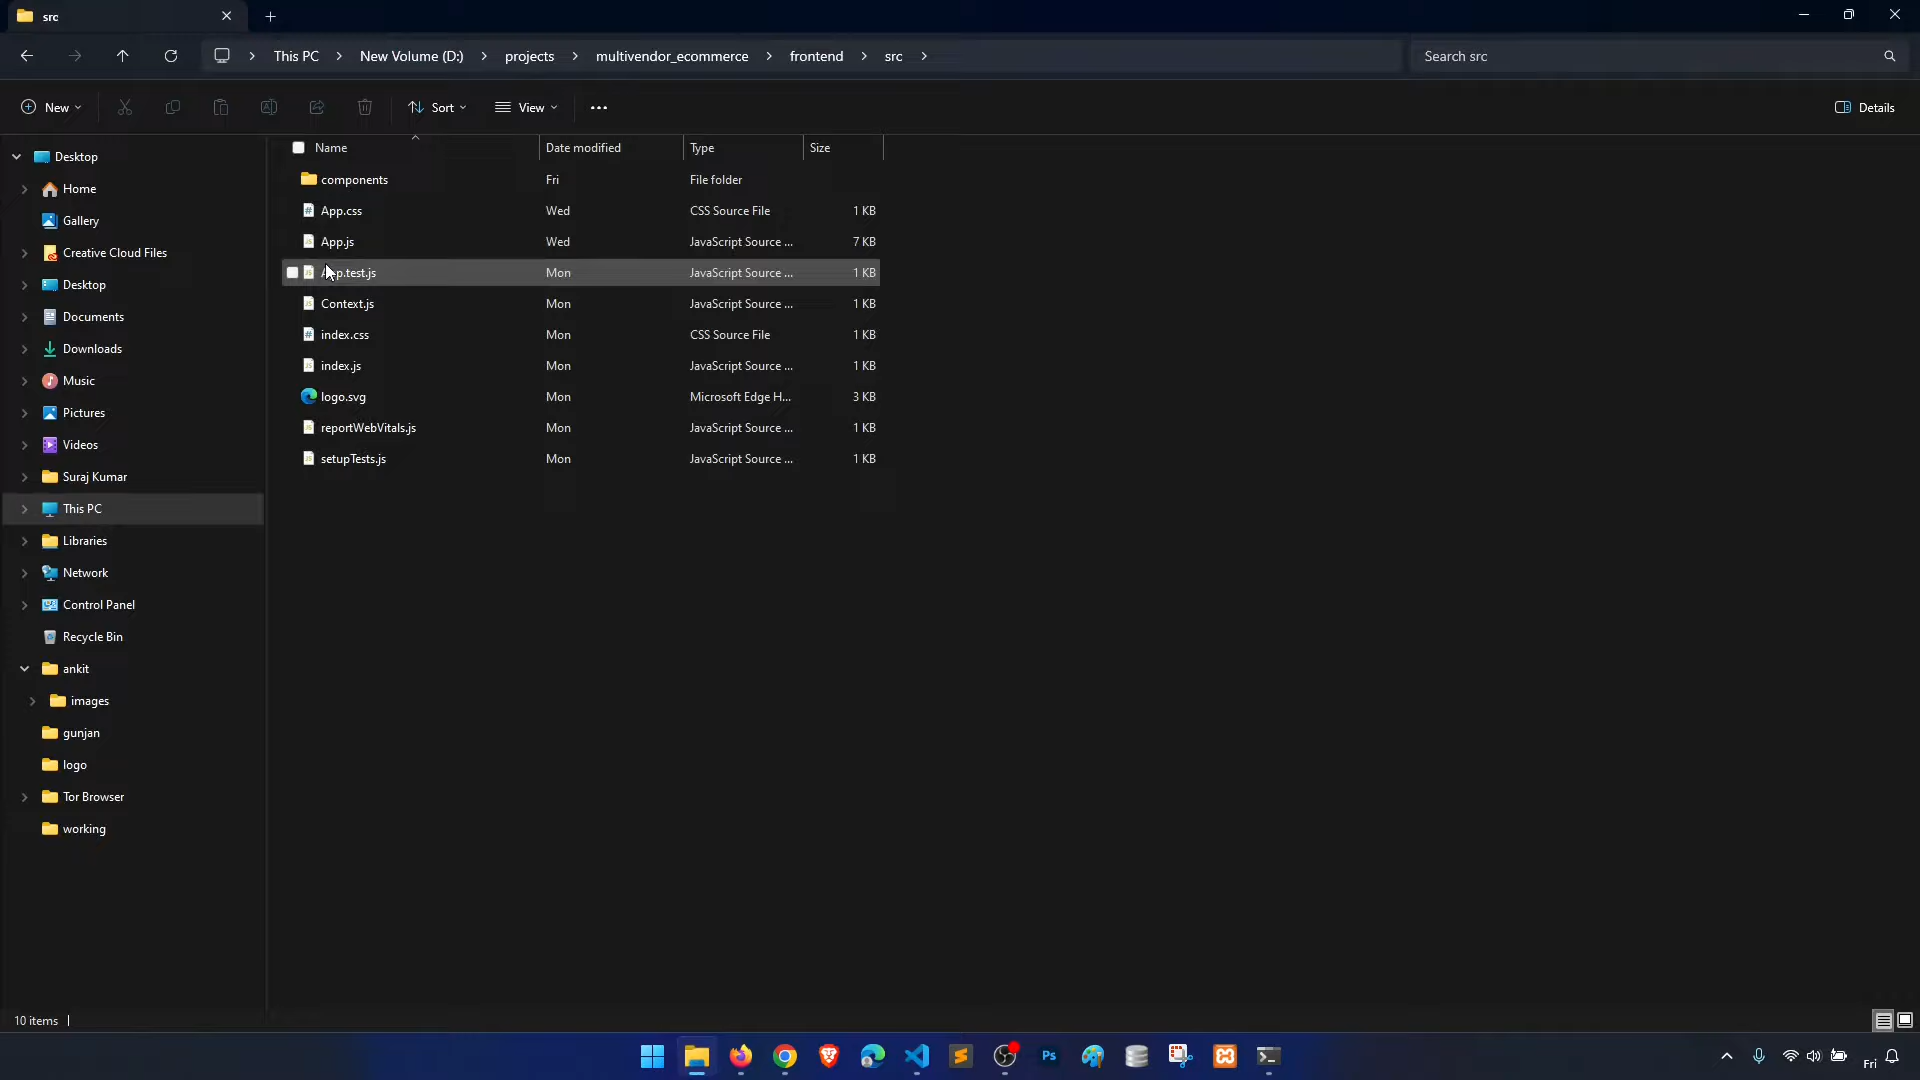 src
This PC
New Volume (D:)
projects
multivendor_ecommerce
frontend
src
Search src
New
Sort
View
Details
Name
Date modified
Type
Size
components
Fri
File folder
App.css
Wed
CSS Source File
1 KB
App.js
Wed
JavaScript Source ...
7 KB
App.test.js
Mon
JavaScript Source ...
1 KB
Context.js
Mon
JavaScript Source ...
1 KB
index.css
Mon
CSS Source File
1 KB
index.js
Mon
JavaScript Source ...
1 KB
logo.svg
Mon
Microsoft Edge H...
3 KB
reportWebVitals.js
Mon
JavaScript Source ...
1 KB
setupTests.js
Mon
JavaScript Source ...
1 KB
Desktop
Home
Gallery
Creative Cloud Files
Desktop
Documents
Downloads
Music
Pictures
Videos
Suraj Kumar
This PC
Libraries
Network
Control Panel
Recycle Bin
ankit
images
gunjan
logo
Tor Browser
working
10 items
Ps
Fri